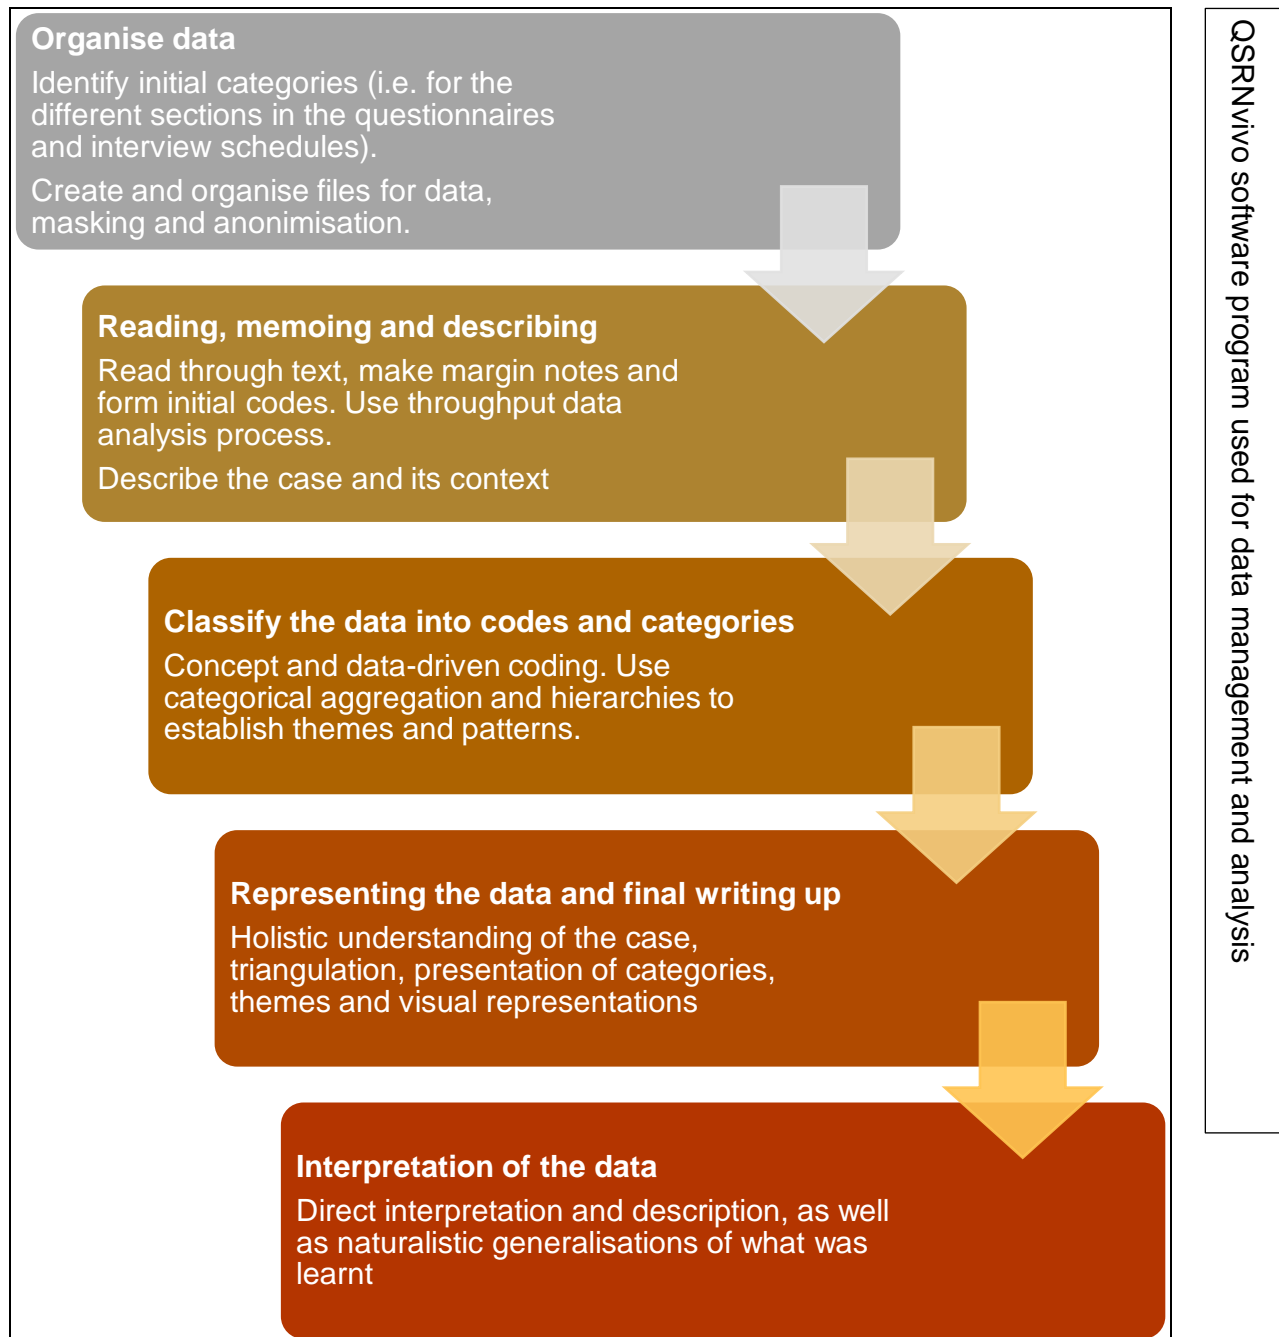 Organise data
Identify initial categories (i.e. for the
different sections in the questionnaires
and interview schedules).
Create and organise files for data,
masking and anonimisation.
Reading, memoing and describing
Read through text, make margin notes and
form initial codes. Use throughput data
analysis process.
Describe the case and its context
Classify the data into codes and categories
Concept and data-driven coding. Use
categorical aggregation and hierarchies to
establish themes and patterns.
Representing the data and final writing up
Holistic understanding of the case,
triangulation, presentation of categories,
themes and visual representations
Interpretation of the data
Direct interpretation and description, as well
as naturalistic generalisations of what was
learnt
QSRNvivo software program used for data management and analysis